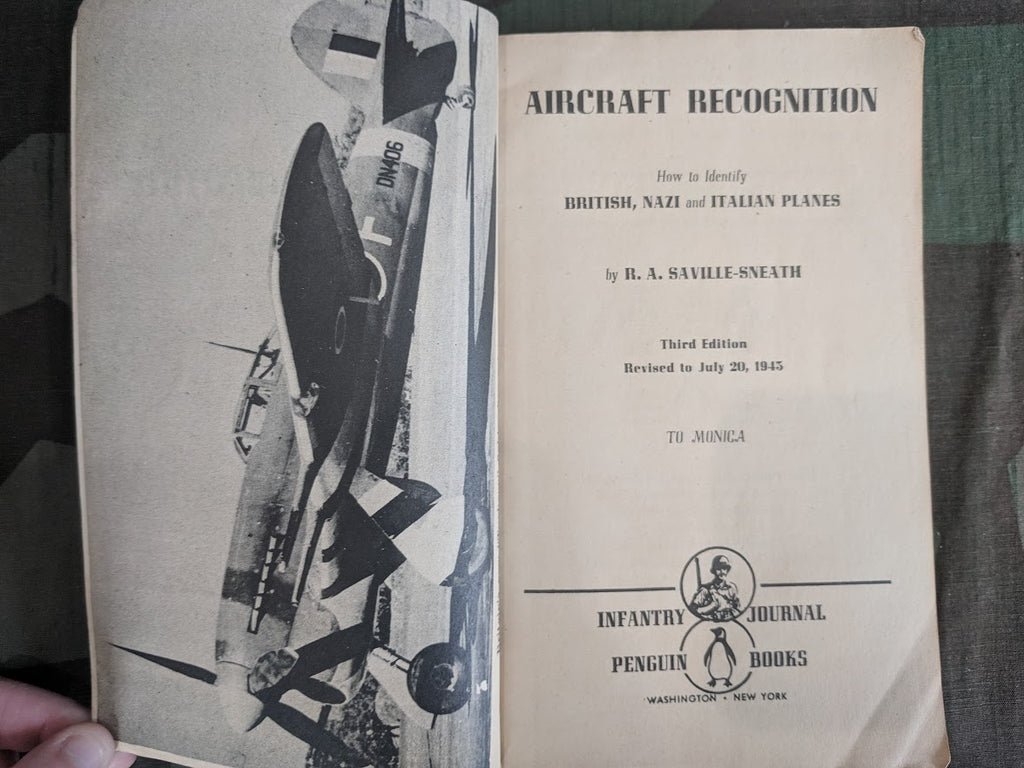 DN406
F
AIRCRAFT RECOGNITION
How to Identify
BRITISH, NAZI and ITALIAN PLANES
by R. A. SAVILLE-SNEATH
Third Edition
Revised to July 20, 1943
TO MONICA
INFANTRY JOURNAL
PENGUIN BOOKS
WASHINGTON • NEW YORK